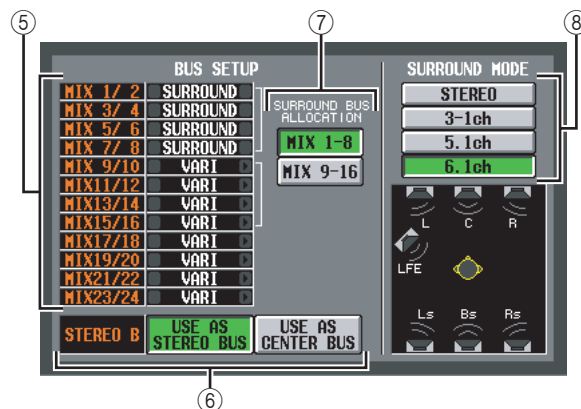 ⑤
⑦
⑧
BUS SETUP
SURROUND MODE
MIX 1/ 2 SURROUND
MIX 3/ 4 SURROUND
MIX 5/ 6 SURROUND
MIX 7/ 8 SURROUND
MIX 9/10 VARI
MIX11/12 VARI
MIX13/14 VARI
MIX15/16 VARI
MIX17/18 VARI
MIX19/20 VARI
MIX21/22 VARI
MIX23/24 VARI
SURROUND BUS
ALLOCATION
MIX 1-8
MIX 9-16
STEREO
3-1ch
5.1ch
6.1ch
L C R
LFE
Ls Bs Rs
STEREO B
USE AS
STEREO BUS
USE AS
CENTER BUS
⑥